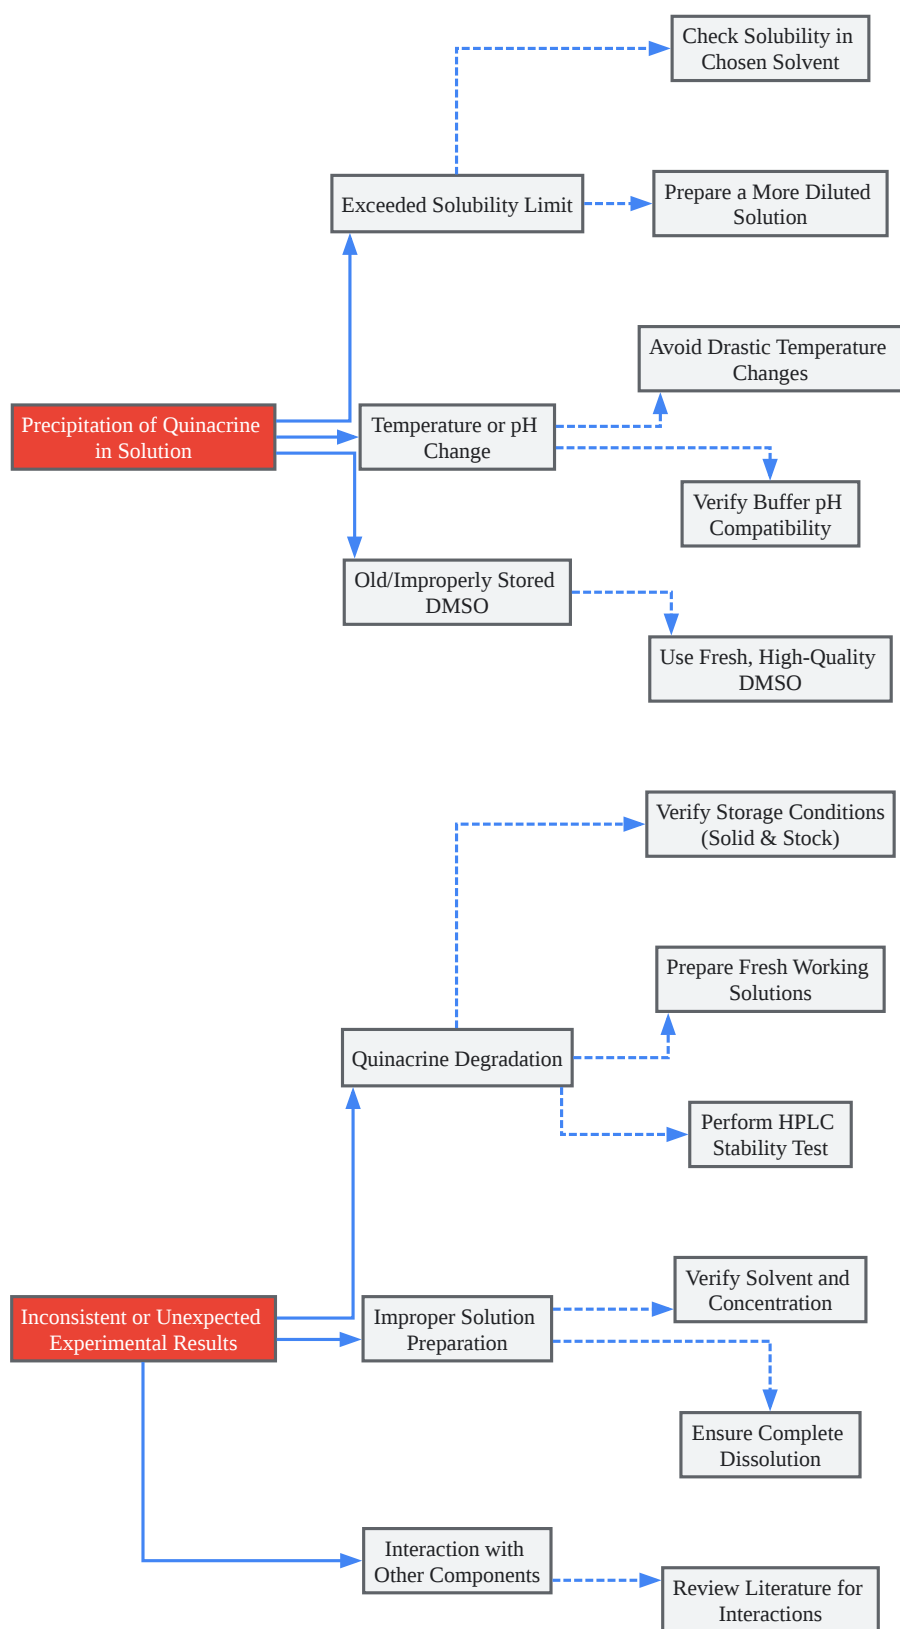 Check Solubility in
Chosen Solvent
Exceeded Solubility Limit
Prepare a More Diluted
Solution
Avoid Drastic Temperature
Changes
Precipitation of Quinacrine
in Solution
Temperature or pH
Change
Verify Buffer pH
Compatibility
Old/Improperly Stored
DMSO
Use Fresh, High-Quality
DMSO
Verify Storage Conditions
(Solid & Stock)
Prepare Fresh Working
Solutions
Quinacrine Degradation
Perform HPLC
Stability Test
Verify Solvent and
Concentration
Inconsistent or Unexpected
Experimental Results
Improper Solution
Preparation
Ensure Complete
Dissolution
Interaction with
Other Components
Review Literature for
Interactions